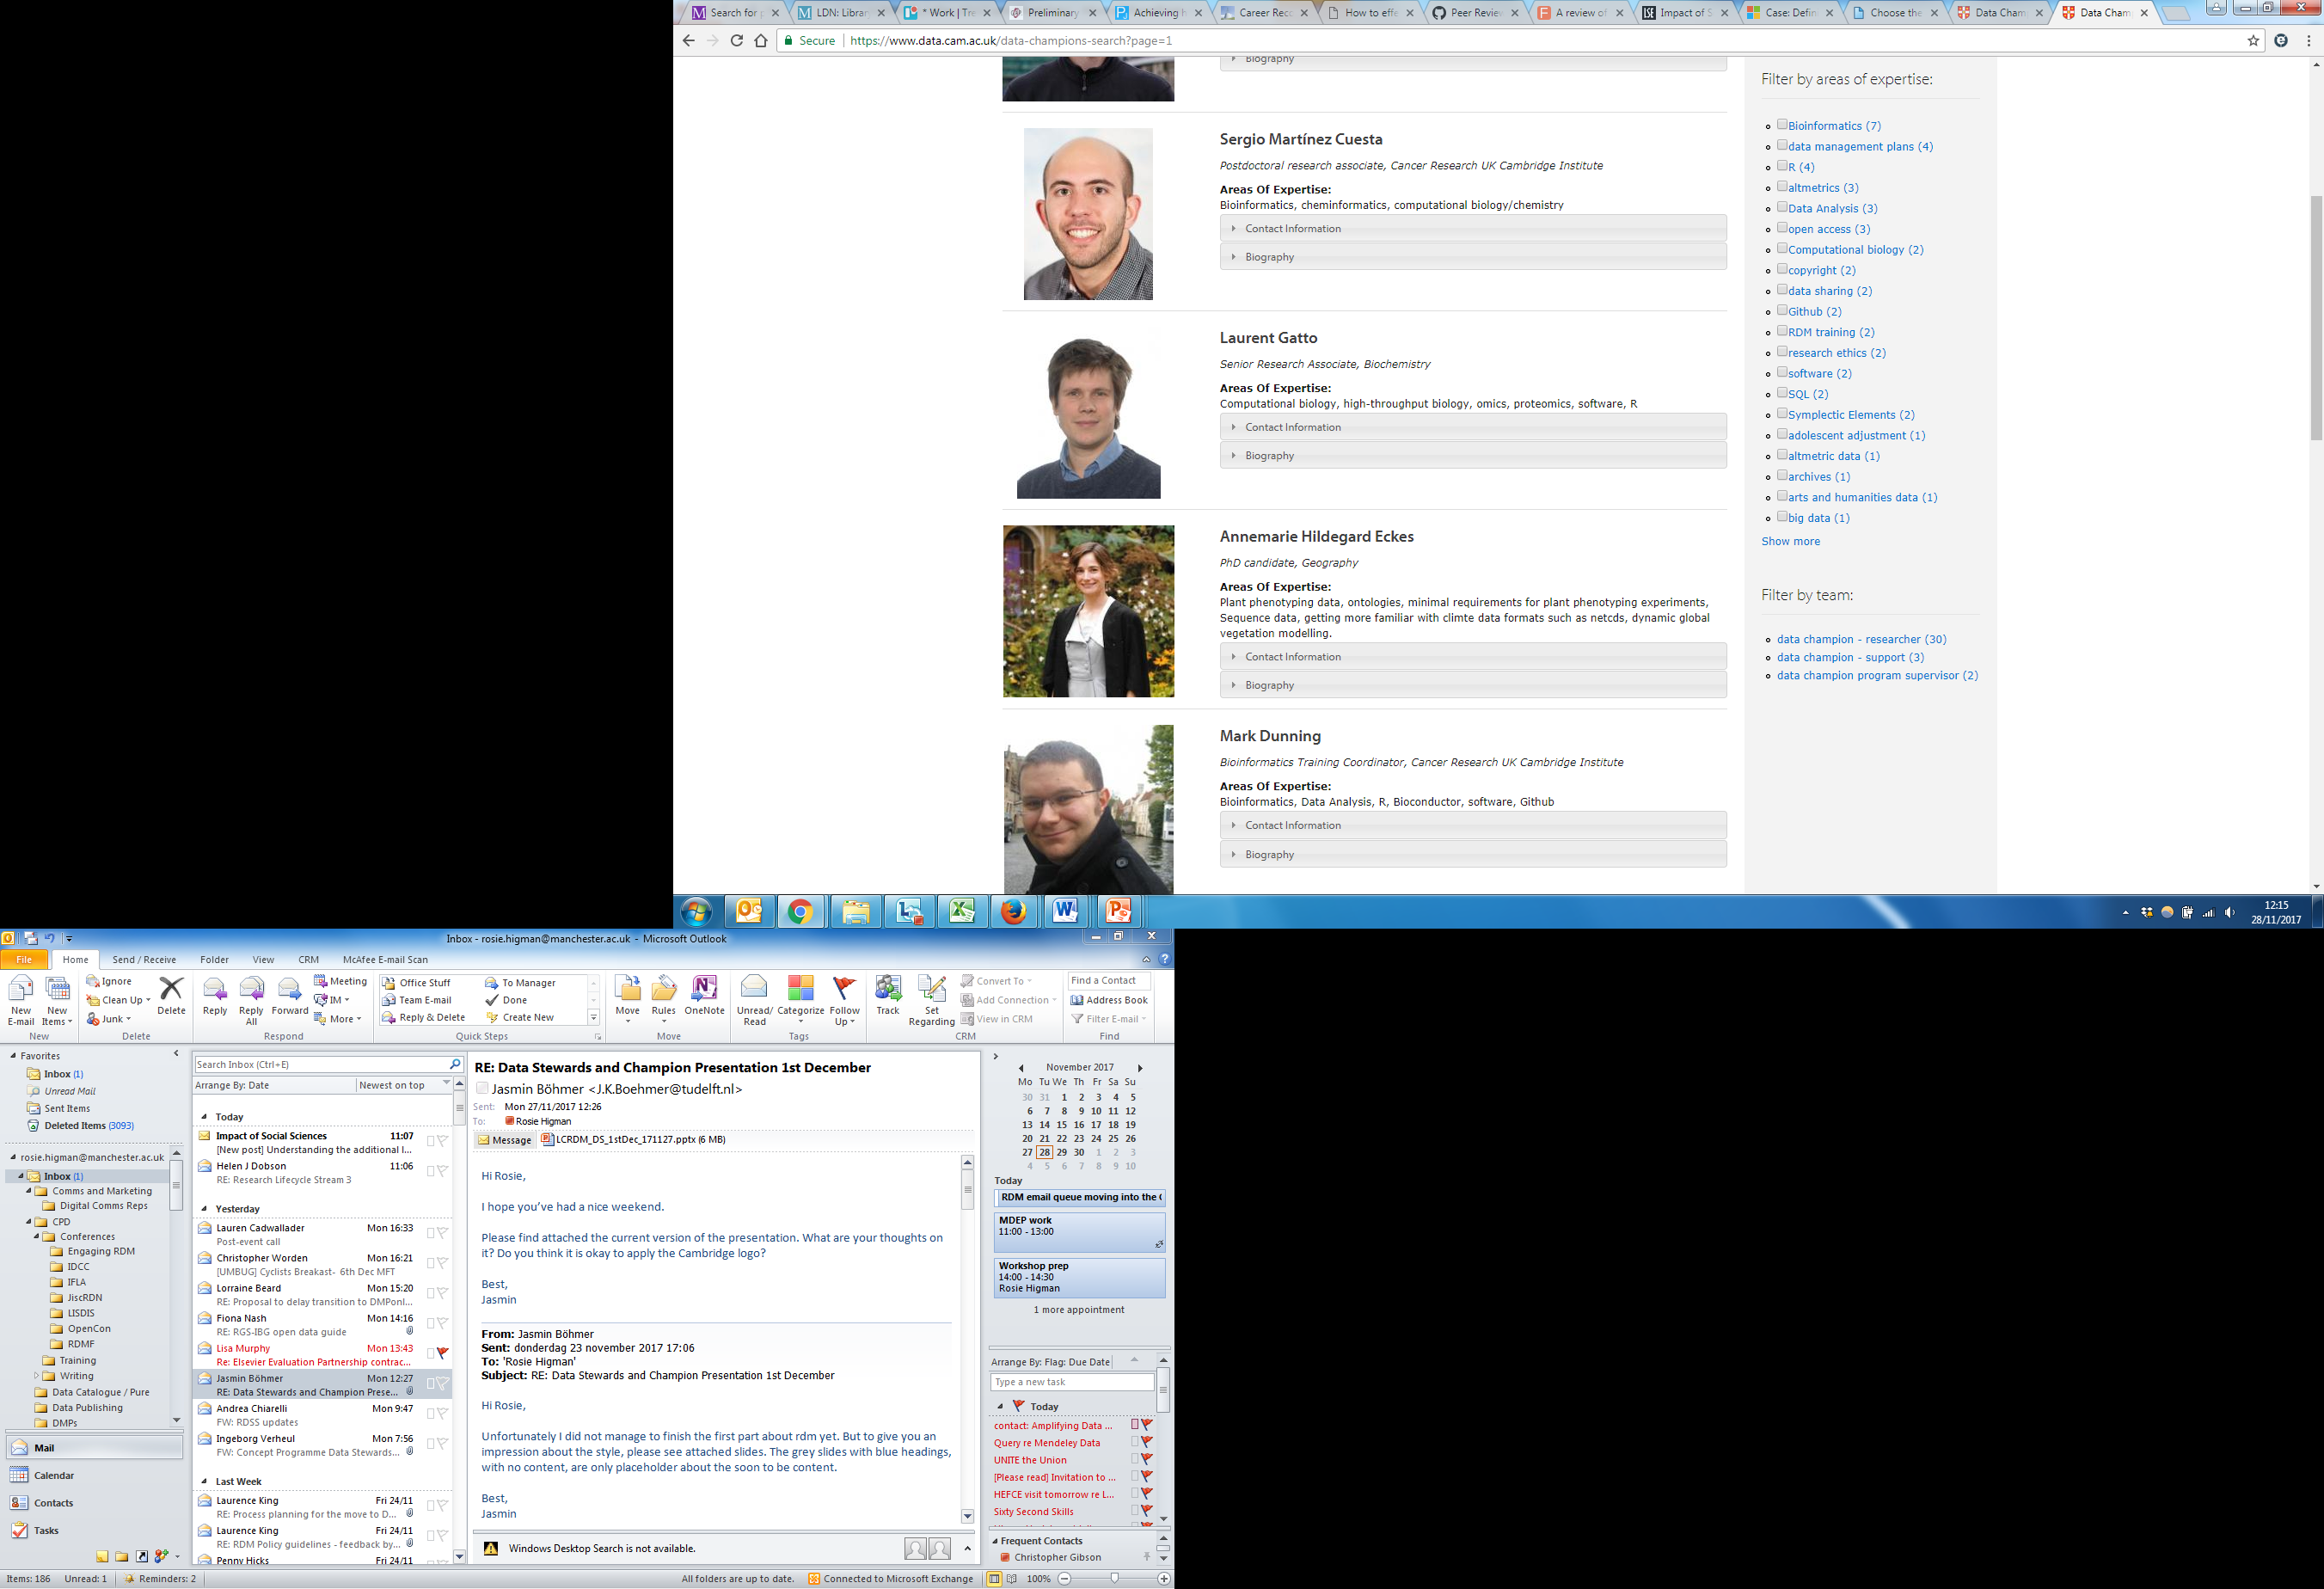 Search for p
LDN: Librar
* Work | Tre
Preliminary
Achieving h
Career Reco
How to effe
Peer Review
A review of
Impact of S
Case: Defin
Choose the
Data Cham
Data Cham
Secure | https://www.data.cam.ac.uk/data-champions-search?page=1
Biography
Sergio Martínez Cuesta
Postdoctoral research associate, Cancer Research UK Cambridge Institute
Areas Of Expertise:
Bioinformatics, cheminformatics, computational biology/chemistry
Contact Information
Biography
Laurent Gatto
Senior Research Associate, Biochemistry
Areas Of Expertise:
Computational biology, high-throughput biology, omics, proteomics, software, R
Contact Information
Biography
Annemarie Hildegard Eckes
PhD candidate, Geography
Areas Of Expertise:
Plant phenotyping data, ontologies, minimal requirements for plant phenotyping experiments,
Sequence data, getting more familiar with climte data formats such as netcds, dynamic global
vegetation modelling.
Contact Information
Biography
Mark Dunning
Bioinformatics Training Coordinator, Cancer Research UK Cambridge Institute
Areas Of Expertise:
Bioinformatics, Data Analysis, R, Bioconductor, software, Github
Contact Information
Biography
Filter by areas of expertise:
Bioinformatics (7)
data management plans (4)
R (4)
altmetrics (3)
Data Analysis (3)
open access (3)
Computational biology (2)
copyright (2)
data sharing (2)
Github (2)
RDM training (2)
research ethics (2)
software (2)
SQL (2)
Symplectic Elements (2)
adolescent adjustment (1)
altmetric data (1)
archives (1)
arts and humanities data (1)
big data (1)
Show more
Filter by team:
data champion - researcher (30)
data champion - support (3)
data champion program supervisor (2)
12:15
28/11/2017
Inbox - rosie.higman@manchester.ac.uk - Microsoft Outlook
File Home Send / Receive Folder View CRM McAfee E-mail Scan
New E-mail
New Items
New
Ignore
Clean Up
Junk
Delete
Delete
Reply
Reply All
Forward
Meeting
IM
More
Respond
Office Stuff
Team E-mail
Reply & Delete
To Manager
Done
Create New
Quick Steps
Move
Rules
OneNote
Move
Unread/ Read
Categorize
Follow Up
Tags
Track
Set Regarding
Convert To
Add Connection
View in CRM
CRM
Find a Contact
Address Book
Filter E-mail
Find
Favorites
Inbox (1)
Unread Mail
Sent Items
Deleted Items (3093)
rosie.higman@manchester.ac.uk
Inbox (1)
Comms and Marketing
Digital Comms Reps
CPD
Conferences
Engaging RDM
IDCC
IFLA
JiscRDN
LISDIS
OpenCon
RDMF
Training
Writing
Data Catalogue / Pure
Data Publishing
DMPs
Mail
Calendar
Contacts
Tasks
Search Inbox (Ctrl+E)
Arrange By: Date Newest on top
Today
Impact of Social Sciences 11:07
[New post] Understanding the additional I...
Helen J Dobson 11:06
RE: Research Lifecycle Stream 3
Yesterday
Lauren Cadwallader Mon 16:33
Post-event call
Christopher Worden Mon 16:21
[UMBUG] Cyclists Breakast- 6th Dec MFT
Lorraine Beard Mon 15:20
RE: Proposal to delay transition to DMPonl...
Fiona Nash Mon 14:16
RE: RGS-IBG open data guide
Lisa Murphy Mon 13:43
Re: Elsevier Evaluation Partnership contrac...
Jasmin Böhmer Mon 12:27
RE: Data Stewards and Champion Prese...
Andrea Chiarelli Mon 9:47
FW: RDSS updates
Ingeborg Verheul Mon 7:56
FW: Concept Programme Data Stewards...
Last Week
Laurence King Fri 24/11
RE: Process planning for the move to D...
Laurence King Fri 24/11
RE: RDM Policy guidelines - feedback by...
Penny Hicks Fri 24/11
RE: Data Stewards and Champion Presentation 1st December
Jasmin Böhmer <J.K.Boehmer@tudelft.nl>
Sent: Mon 27/11/2017 12:26
To: Rosie Higman
Message LCRDM_DS_1stDec_171127.pptx (6 MB)
Hi Rosie,
I hope you've had a nice weekend.
Please find attached the current version of the presentation. What are your thoughts on
it? Do you think it is okay to apply the Cambridge logo?
Best,
Jasmin
From: Jasmin Böhmer
Sent: donderdag 23 november 2017 17:06
To: 'Rosie Higman'
Subject: RE: Data Stewards and Champion Presentation 1st December
Hi Rosie,
Unfortunately I did not manage to finish the first part about rdm yet. But to give you an
impression about the style, please see attached slides. The grey slides with blue headings,
with no content, are only placeholder about the soon to be content.
Best,
Jasmin
Windows Desktop Search is not available.
November 2017
Mo Tu We Th Fr Sa Su
30 31 1 2 3 4 5
6 7 8 9 10 11 12
13 14 15 16 17 18 19
20 21 22 23 24 25 26
27 28 29 30 1 2 3
4 5 6 7 8 9 10
Today
RDM email queue moving into the
MDEP work
11:00 - 13:00
Workshop prep
14:00 - 14:30
Rosie Higman
1 more appointment
Arrange By: Flag: Due Date
Type a new task
Today
contact: Amplifying Data ...
Query re Mendeley Data
UNITE the Union
[Please read] Invitation to ...
HEFCE visit tomorrow re L...
Sixty Second Skills
Frequent Contacts
Christopher Gibson
Items: 186 Unread: 1 Reminders: 2
All folders are up to date. Connected to Microsoft Exchange 100%